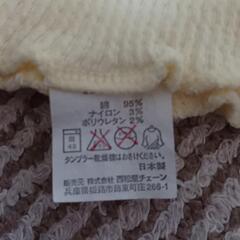 綿 95%
ナイロン 3%
ポリウレタン 2%
40
タンブラー乾燥機はお避けください
日本製
販売元 株式会社 西松屋チェーン
兵庫県姫路市飾東町庄266-1